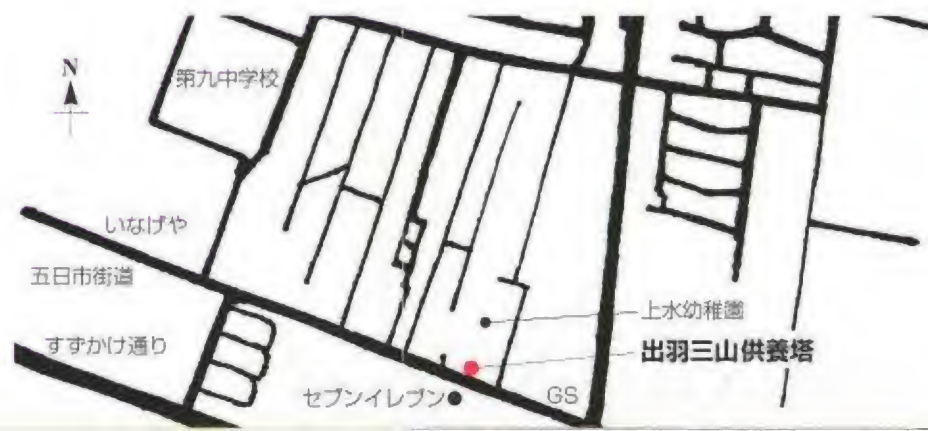 N
第九中学校
いなげや
五日市街道
すずかけ通り
上水幼稚園
出羽三山供養塔
セブンイレブン
GS